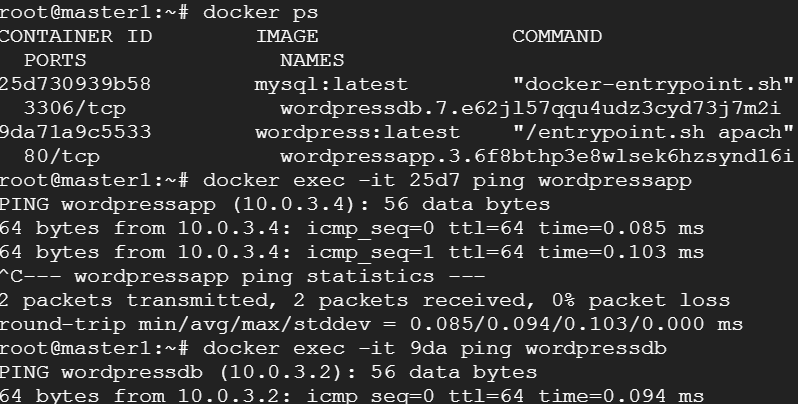 root@master1:~# docker ps
CONTAINER ID IMAGE COMMAND
PORTS NAMES
25d730939b58 mysql:latest "docker-entrypoint.sh"
3306/tcp wordpressdb.7.e62jl57qqu4udz3cyd73j7m2i
9da71a9c5533 wordpress:latest "/entrypoint.sh apach"
80/tcp wordpressapp.3.6f8bthp3e8wlsek6hzsynd16i
root@master1:~# docker exec -it 25d7 ping wordpressapp
PING wordpressapp (10.0.3.4): 56 data bytes
64 bytes from 10.0.3.4: icmp_seq=0 ttl=64 time=0.085 ms
64 bytes from 10.0.3.4: icmp_seq=1 ttl=64 time=0.103 ms
^C--- wordpressapp ping statistics ---
2 packets transmitted, 2 packets received, 0% packet loss
round-trip min/avg/max/stddev = 0.085/0.094/0.103/0.000 ms
root@master1:~# docker exec -it 9da ping wordpressdb
PING wordpressdb (10.0.3.2): 56 data bytes
64 bytes from 10.0.3.2: icmp_seq=0 ttl=64 time=0.094 ms